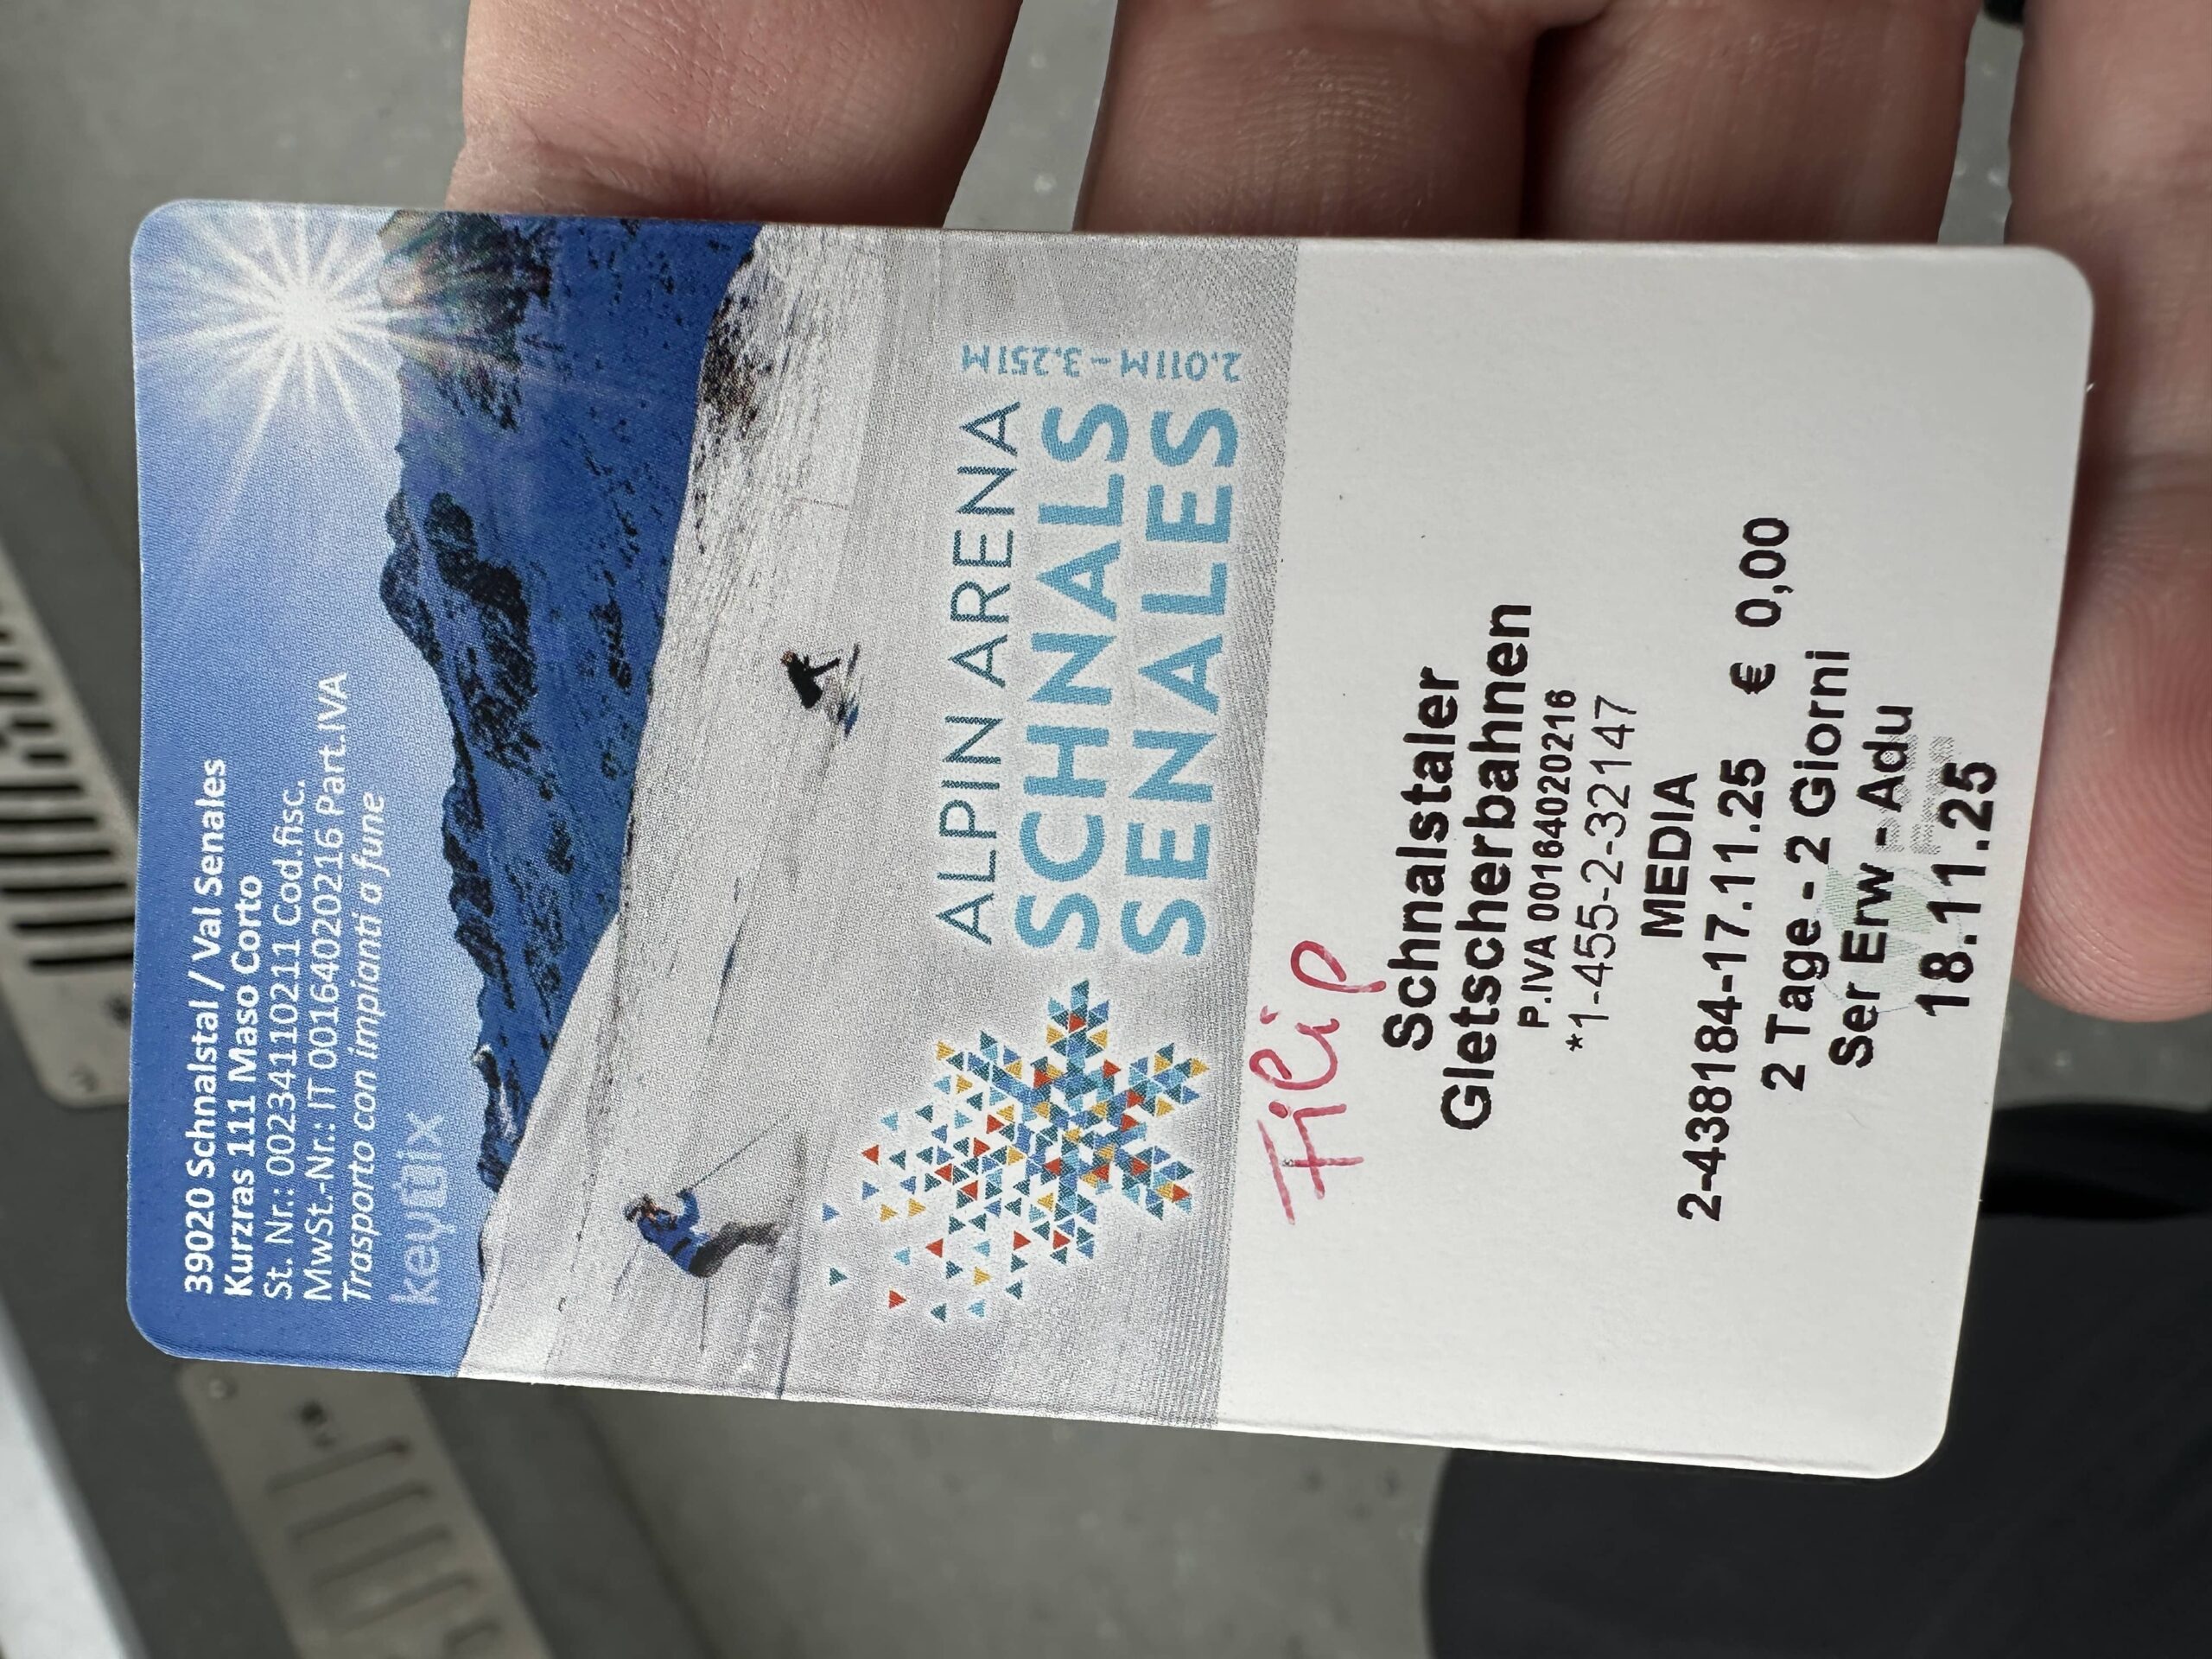 39020 Schnalstal / Val Senales
Kurzras 111 Maso Corto
St. Nr.: 00234110211 Cod.fisc.
MwSt.-Nr.: IT 00164020216 Part.IVA
Trasporto con impianti a fune
keytix
ALPIN ARENA
SCHNALS
SENALES
2.011M – 3.251M
Filip
Schnalstaler
Gletscherbahnen
P.IVA 00164020216
*1-455-2-32147
MEDIA
2-438184-17.11.25 € 0,00
2 Tage - 2 Giorni
Ser Erw - Adu
18.11.25